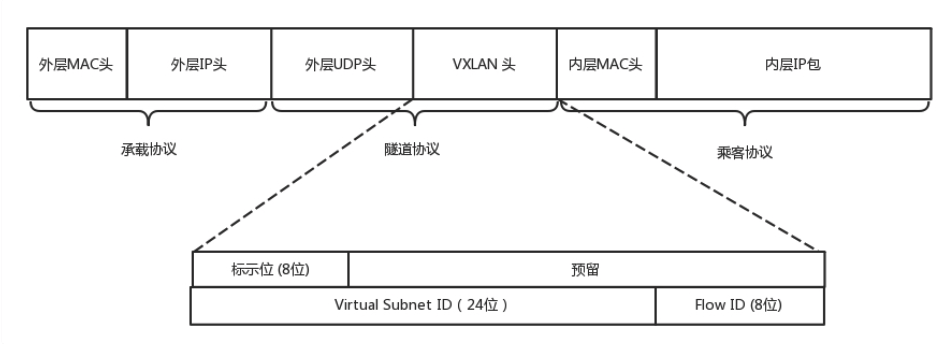 外层MAC头 外层IP头 外层UDP头 VXLAN 头 内层MAC头 内层IP包
承载协议 隧道协议 乘客协议
标示位 (8位) 预留
Virtual Subnet ID ( 24位 ) Flow ID (8位)